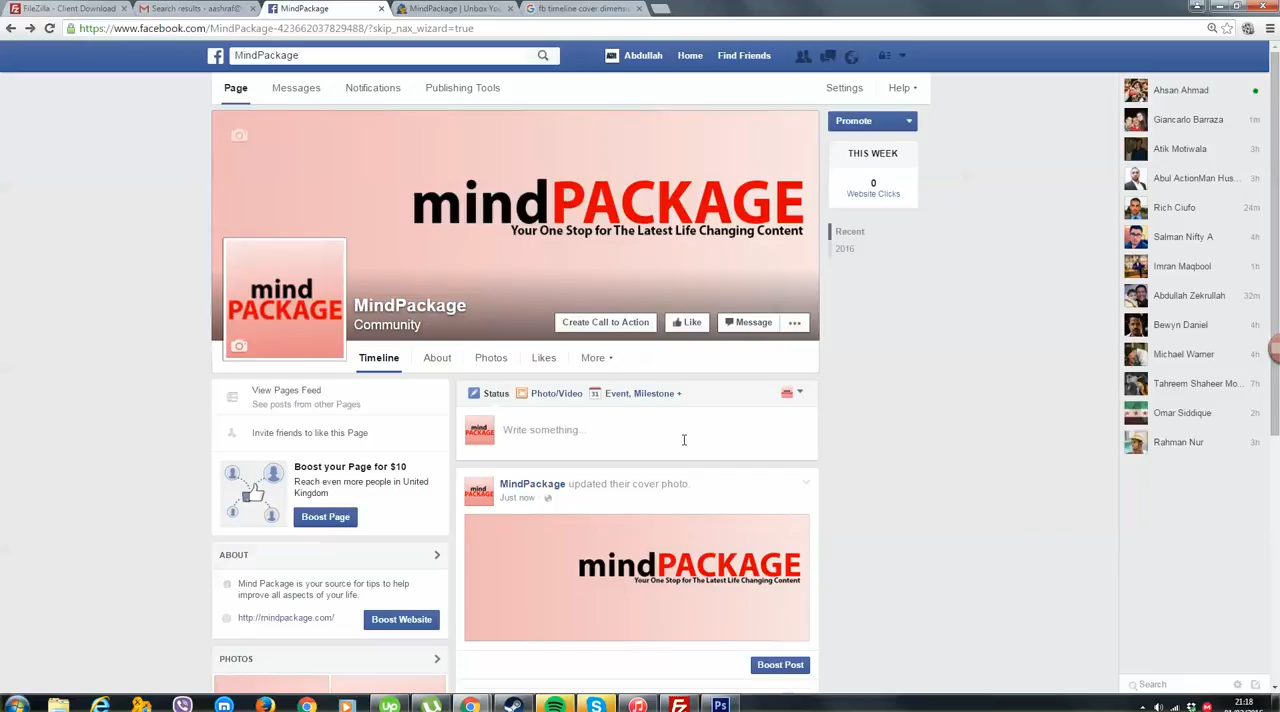 FileZilla - Client Download
Search results - aashraf@
MindPackage
MindPackage | Unbox You
fb timeline cover dimens
https://www.facebook.com/MindPackage-423662037829488/?skip_nax_wizard=true
MindPackage
Abdullah
Home
Find Friends
Page
Messages
Notifications
Publishing Tools
Settings
Help
mindPACKAGE
Your One Stop for The Latest Life Changing Content
mind
PACKAGE
MindPackage
Community
Create Call to Action
Like
Message
Timeline
About
Photos
Likes
More
Promote
THIS WEEK
0
Website Clicks
Recent
2016
View Pages Feed
See posts from other Pages
Invite friends to like this Page
Boost your Page for $10
Reach even more people in United
Kingdom
Boost Page
ABOUT
Mind Package is your source for tips to help
improve all aspects of your life.
http://mindpackage.com/
Boost Website
PHOTOS
Status
Photo/Video
31
Event, Milestone +
mind
PACKAGE
Write something...
mind
PACKAGE
MindPackage updated their cover photo.
Just now
mindPACKAGE
Your One Stop for The Latest Life Changing Content
Boost Post
Ahsan Ahmad
Giancarlo Barraza 1m
Atik Motiwala 3h
Abul ActionMan Hus... 3h
Rich Ciufo 24m
Salman Nifty A 4h
Imran Maqbool 1h
Abdullah Zekrullah 32m
Bewyn Daniel 4h
Michael Warner 4h
Tahreem Shaheer Mo... 7h
Omar Siddique 2h
Rahman Nur 3h
Search
up
Ps
21:18